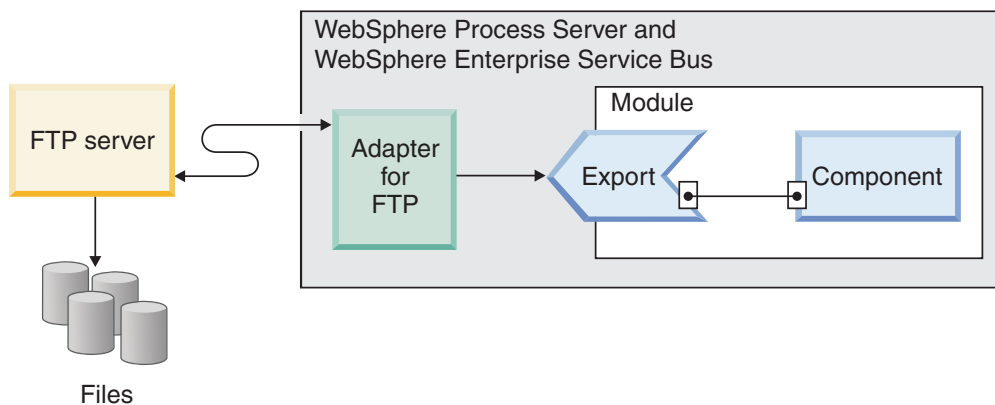 WebSphere Process Server and
WebSphere Enterprise Service Bus
Module
FTP server
Adapter
for
FTP
Export
Component
Files